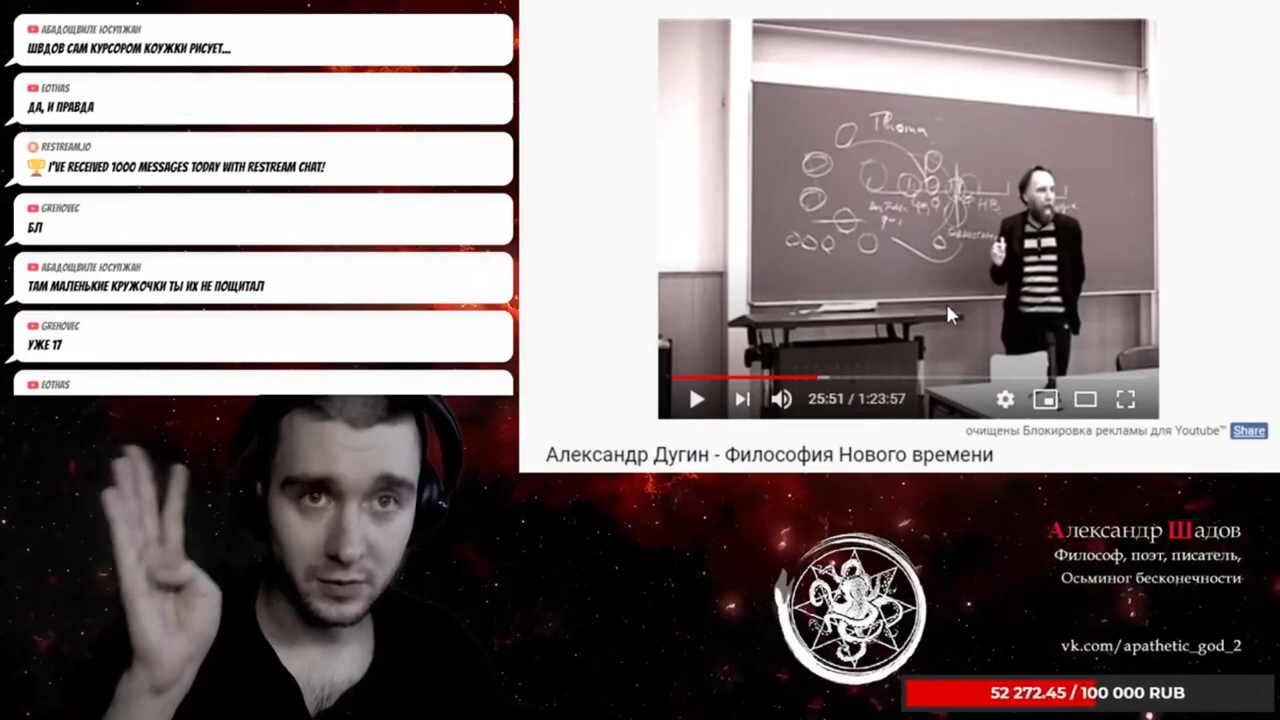 АБАДОЩВИЛЕ ЮСУПЖАН
ШВДОВ САМ КУРСОРОМ КОУЖКИ РИСУЕТ...
EOTHAS
ДА, И ПРАВДА
RESTREAM.IO
I'VE RECEIVED 1000 MESSAGES TODAY WITH RESTREAM CHAT!
GREHOVEC
БЛ
АБАДОЩВИЛЕ ЮСУПЖАН
ТАМ МАЛЕНЬКИЕ КРУЖОЧКИ ТЫ ИХ НЕ ПОЩИТАЛ
GREHOVEC
УЖЕ 17
EOTHAS
Thoma
25:51 / 1:23:57
очищены Блокировка рекламы для Youtube™ Share
Александр Дугин - Философия Нового времени
Александр Шадов
Философ, поэт, писатель,
Осьминог бесконечности
vk.com/apathetic_god_2
52 272.45 / 100 000 RUB